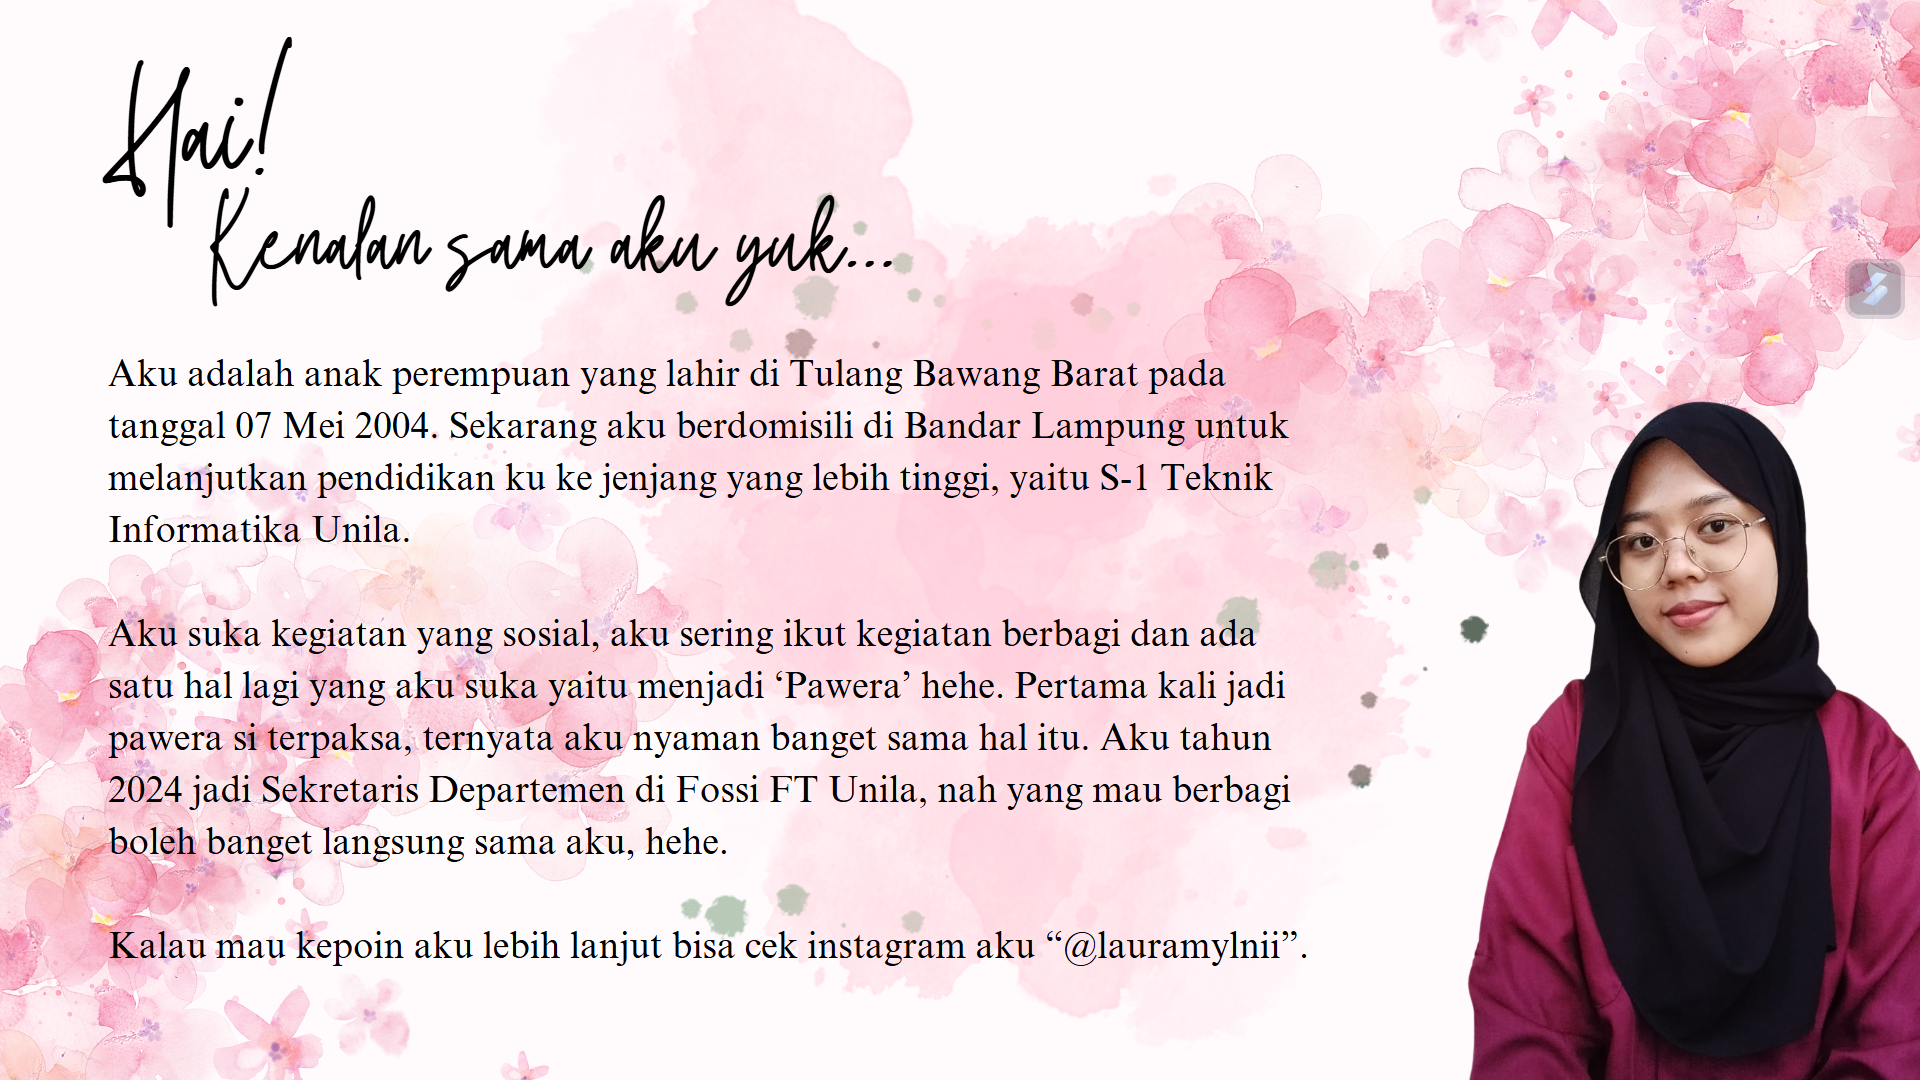 Hai!
Kenalan sama aku yuk...
Aku adalah anak perempuan yang lahir di Tulang Bawang Barat pada
tanggal 07 Mei 2004. Sekarang aku berdomisili di Bandar Lampung untuk
melanjutkan pendidikan ku ke jenjang yang lebih tinggi, yaitu S-1 Teknik
Informatika Unila.
Aku suka kegiatan yang sosial, aku sering ikut kegiatan berbagi dan ada
satu hal lagi yang aku suka yaitu menjadi ‘Pawera’ hehe. Pertama kali jadi
pawera si terpaksa, ternyata aku nyaman banget sama hal itu. Aku tahun
2024 jadi Sekretaris Departemen di Fossi FT Unila, nah yang mau berbagi
boleh banget langsung sama aku, hehe.
Kalau mau kepoin aku lebih lanjut bisa cek instagram aku “@lauramylnii”.